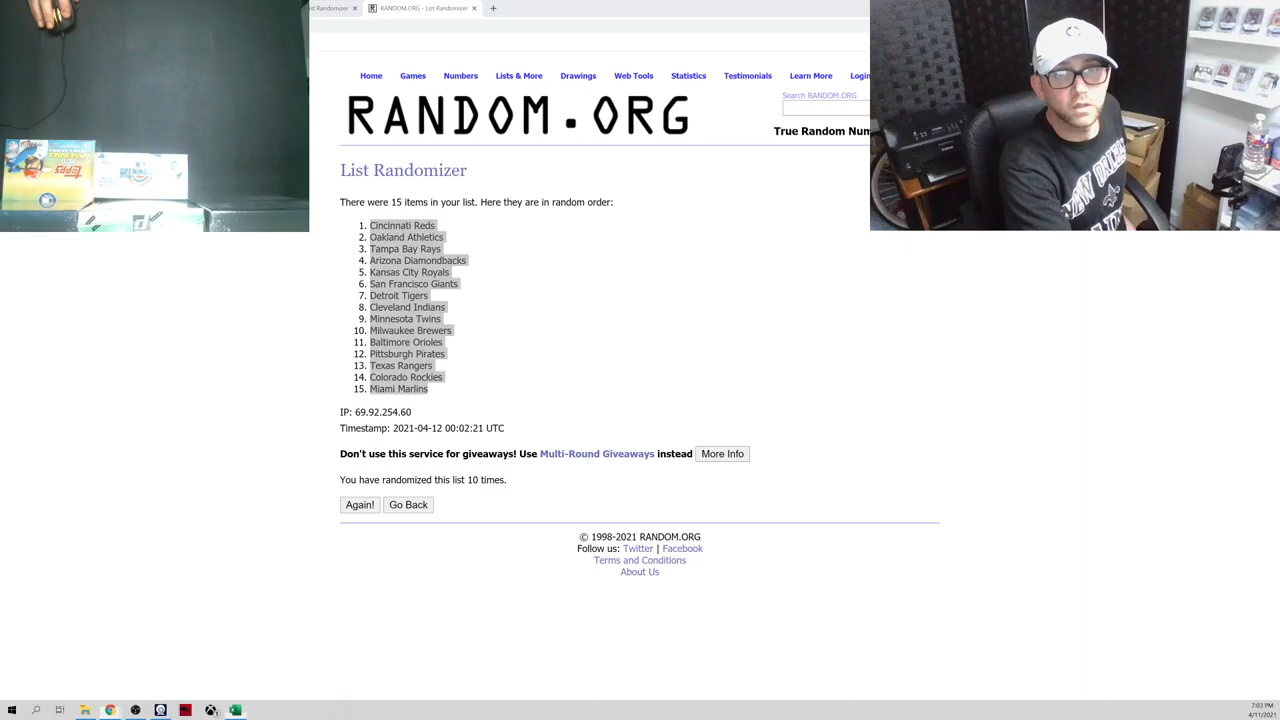 ist Randomizer
RANDOM.ORG - List Randomizer
Home Games Numbers Lists & More Drawings Web Tools Statistics Testimonials Learn More Login
Search RANDOM.ORG
RANDOM.ORG
True Random Num
List Randomizer
There were 15 items in your list. Here they are in random order:
1. Cincinnati Reds
2. Oakland Athletics
3. Tampa Bay Rays
4. Arizona Diamondbacks
5. Kansas City Royals
6. San Francisco Giants
7. Detroit Tigers
8. Cleveland Indians
9. Minnesota Twins
10. Milwaukee Brewers
11. Baltimore Orioles
12. Pittsburgh Pirates
13. Texas Rangers
14. Colorado Rockies
15. Miami Marlins
IP: 69.92.254.60
Timestamp: 2021-04-12 00:02:21 UTC
Don't use this service for giveaways! Use Multi-Round Giveaways instead More Info
You have randomized this list 10 times.
Again! Go Back
© 1998-2021 RANDOM.ORG
Follow us: Twitter | Facebook
Terms and Conditions
About Us
7:03 PM
4/11/2021
Topps
OPENING
NEW ORLEANS